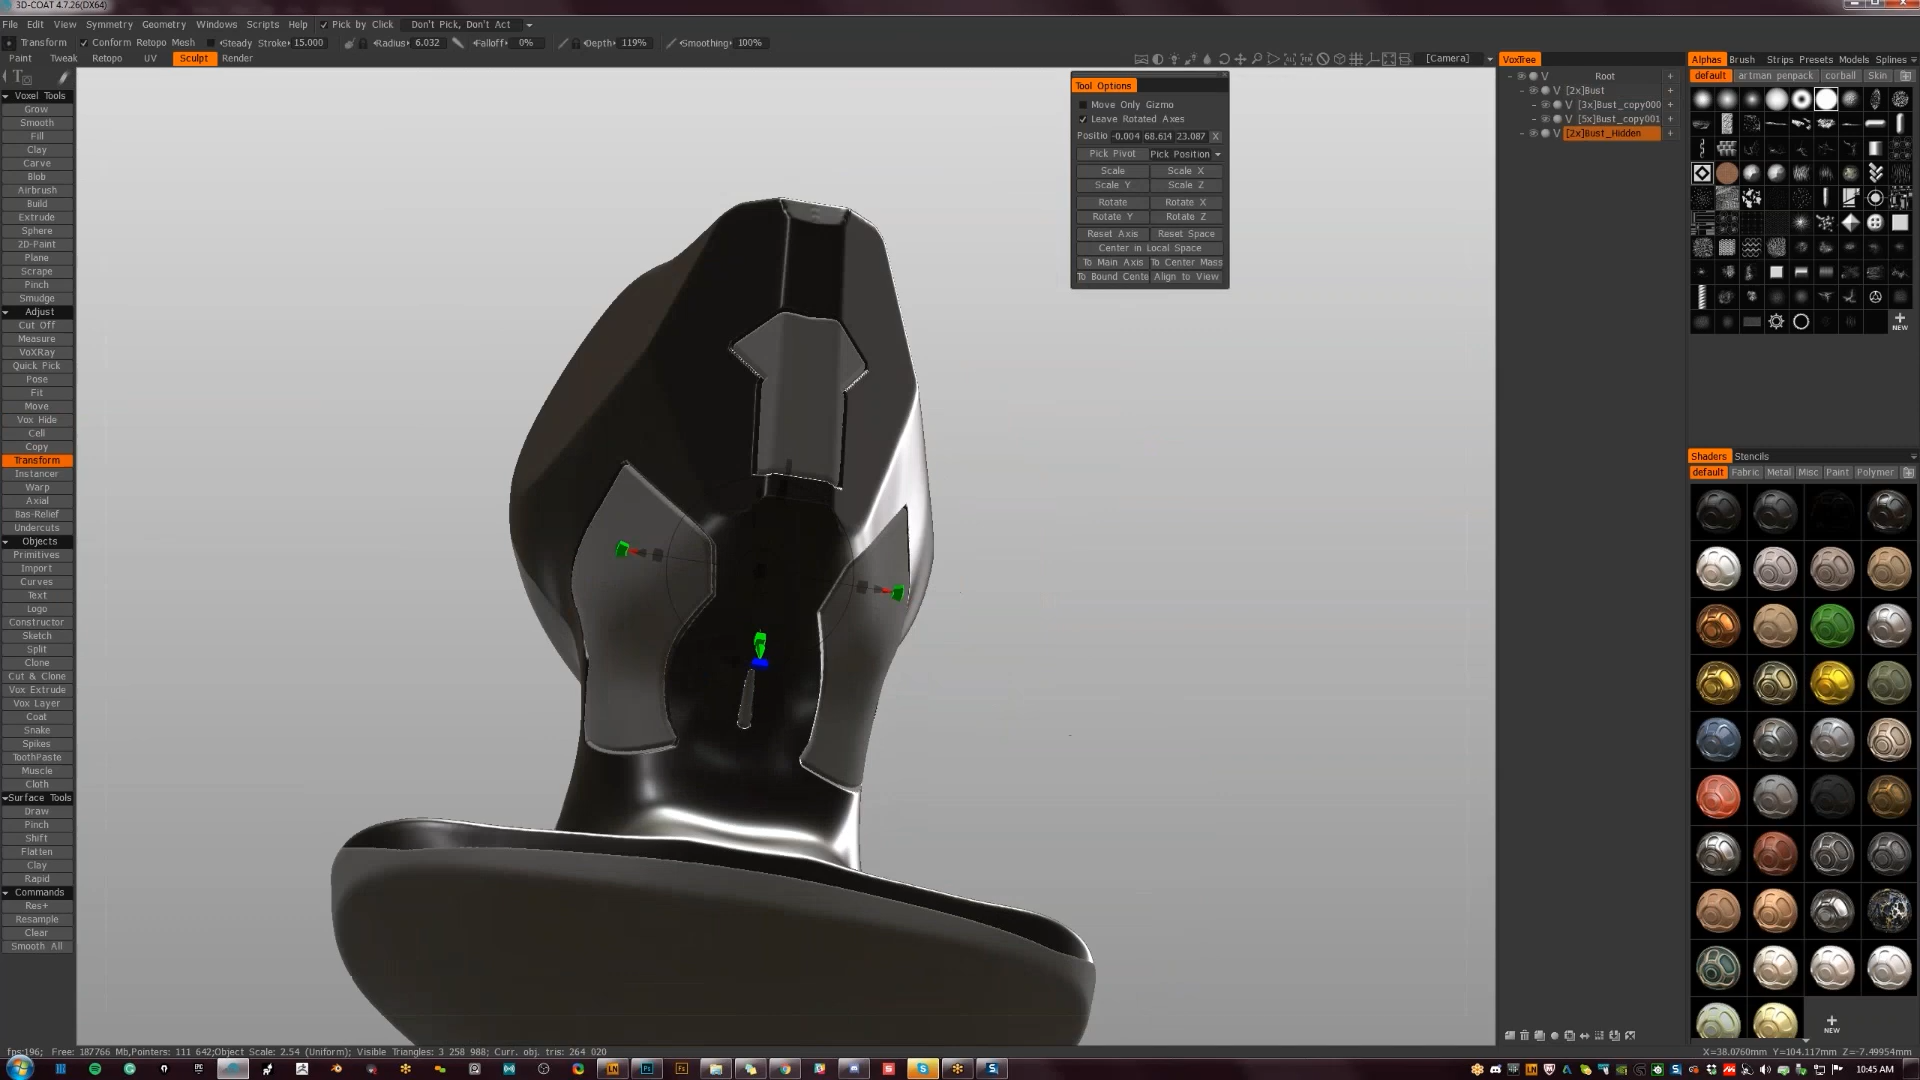 3D-COAT 4.7.26(DX64)
File Edit View Symmetry Geometry Windows Scripts Help Pick by Click Don't Pick, Don't Act
Transform Conform Retopo Mesh Steady Stroke 15.000 Radius 6.032 Falloff 0% Depth 119% Smoothing 100%
Paint Tweak Retopo UV Sculpt Render [Camera]
Voxel Tools
Grow
Smooth
Fill
Clay
Carve
Blob
Airbrush
Build
Extrude
Sphere
2D-Paint
Plane
Scrape
Pinch
Smudge
Adjust
Cut Off
Measure
VoXRay
Quick Pick
Pose
Fit
Move
Vox Hide
Cell
Copy
Transform
Instancer
Warp
Axial
Bas-Relief
Undercuts
Objects
Primitives
Import
Curves
Text
Logo
Constructor
Sketch
Split
Clone
Cut & Clone
Vox Extrude
Vox Layer
Coat
Snake
Spikes
ToothPaste
Muscle
Cloth
Surface Tools
Draw
Pinch
Shift
Flatten
Clay
Rapid
Commands
Res+
Resample
Clear
Smooth All
Tool Options
Move Only Gizmo
Leave Rotated Axes
Positio -0.004 68.614 23.087 X
Pick Pivot Pick Position
Scale Scale X
Scale Y Scale Z
Rotate Rotate X
Rotate Y Rotate Z
Reset Axis Reset Space
Center in Local Space
To Main Axis To Center Mass
To Bound Cente Align to View
VoxTree
V Root +
V [2x]Bust +
V [3x]Bust_copy000 +
V [5x]Bust_copy001 +
V [2x]Bust_Hidden +
Alphas Brush Strips Presets Models Splines
default artman penpack corball Skin
NEW
Shaders Stencils
default Fabric Metal Misc Paint Polymer
NEW
fps:196; Free: 187766 Mb,Pointers: 111 642;Object Scale: 2.54 (Uniform); Visible Triangles: 3 258 988; Curr. obj. tris: 264 020
X=38.0760mm Y=104.117mm Z=-7.49954mm
10:45 AM